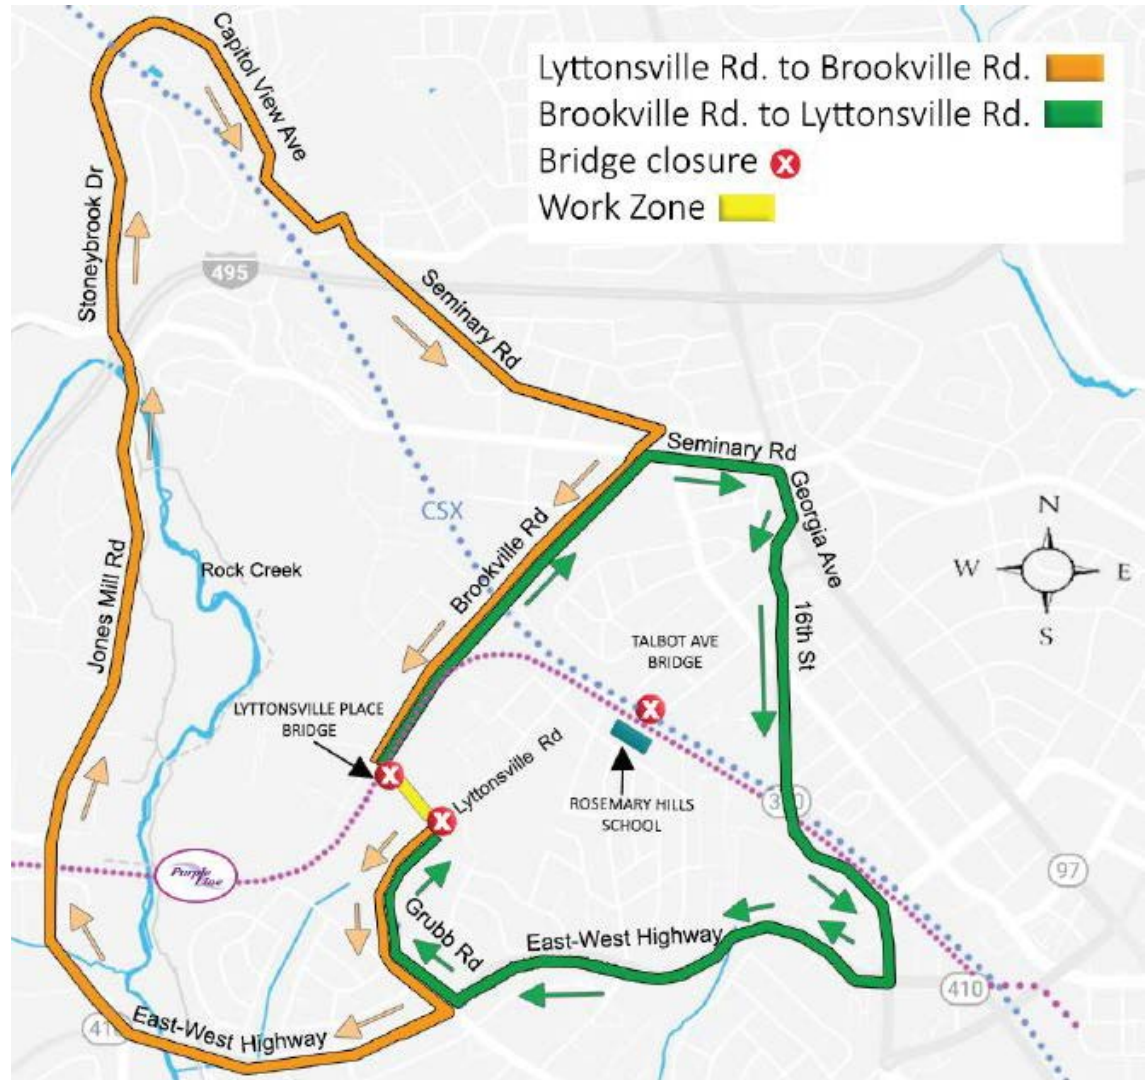 Lyttonsville Rd. to Brookville Rd.
Brookville Rd. to Lyttonsville Rd.
Bridge closure X
Work Zone
Capitol View Ave
Stoneybrook Dr
495
Seminary Rd
Seminary Rd
Georgia Ave
CSX
Brookville Rd
N
W E
S
Rock Creek
Jones Mill Rd
16th St
TALBOT AVE
BRIDGE
LYTTONSVILLE PLACE
BRIDGE
X
X
X
Lyttonsville Rd
ROSEMARY HILLS
SCHOOL
Purple
Line
97
Grubb Rd
East-West Highway
410
East-West Highway